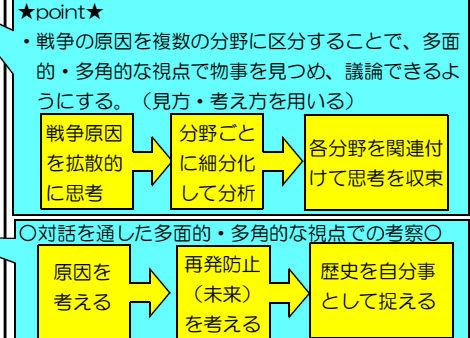 ★point★
・戦争の原因を複数の分野に区分することで、多面
的・多角的な視点で物事を見つめ、議論できるよ
うにする。（見方・考え方を用いる）
戦争原因
を拡散的
に思考
分野ごと
に細分化
して分析
各分野を関連付
けて思考を収束
〇対話を通した多面的・多角的な視点での考察〇
原因を
考える
再発防止
（未来）
を考える
歴史を自分事
として捉える